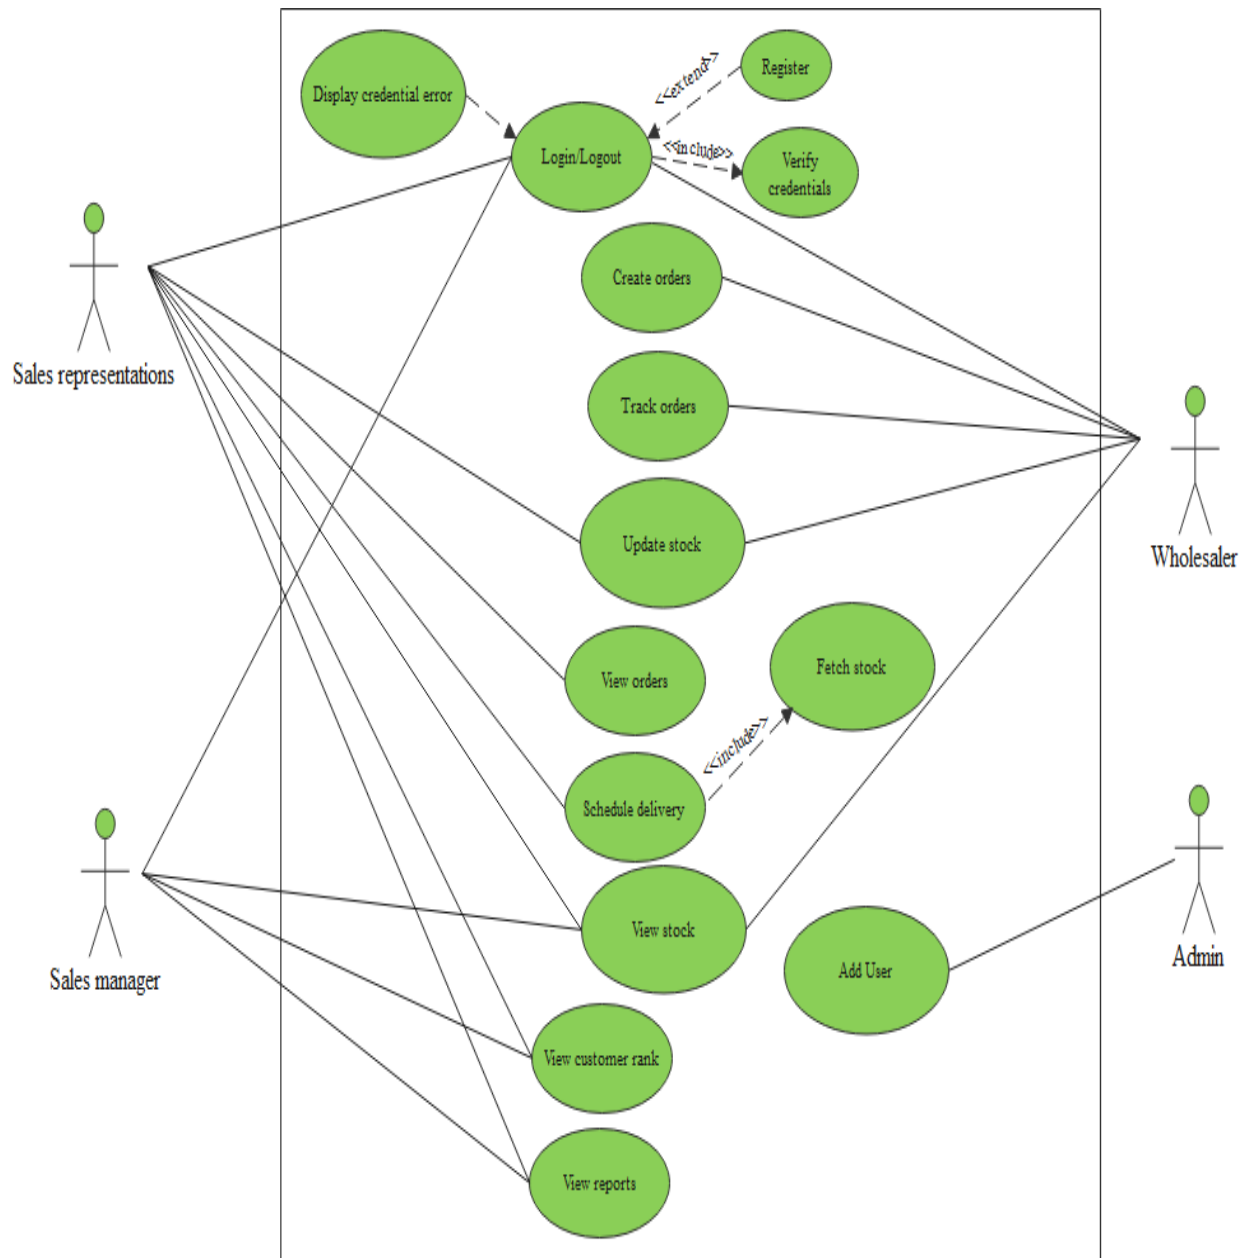 Display credential error
<<extend>>
Register
Login/Logout
<<include>>
Verify
credentials
Create orders
Sales representations
Track orders
Update stock
Wholesaler
View orders
Fetch stock
<<include>>
Schedule delivery
View stock
Sales manager
Add User
Admin
View customer rank
View reports